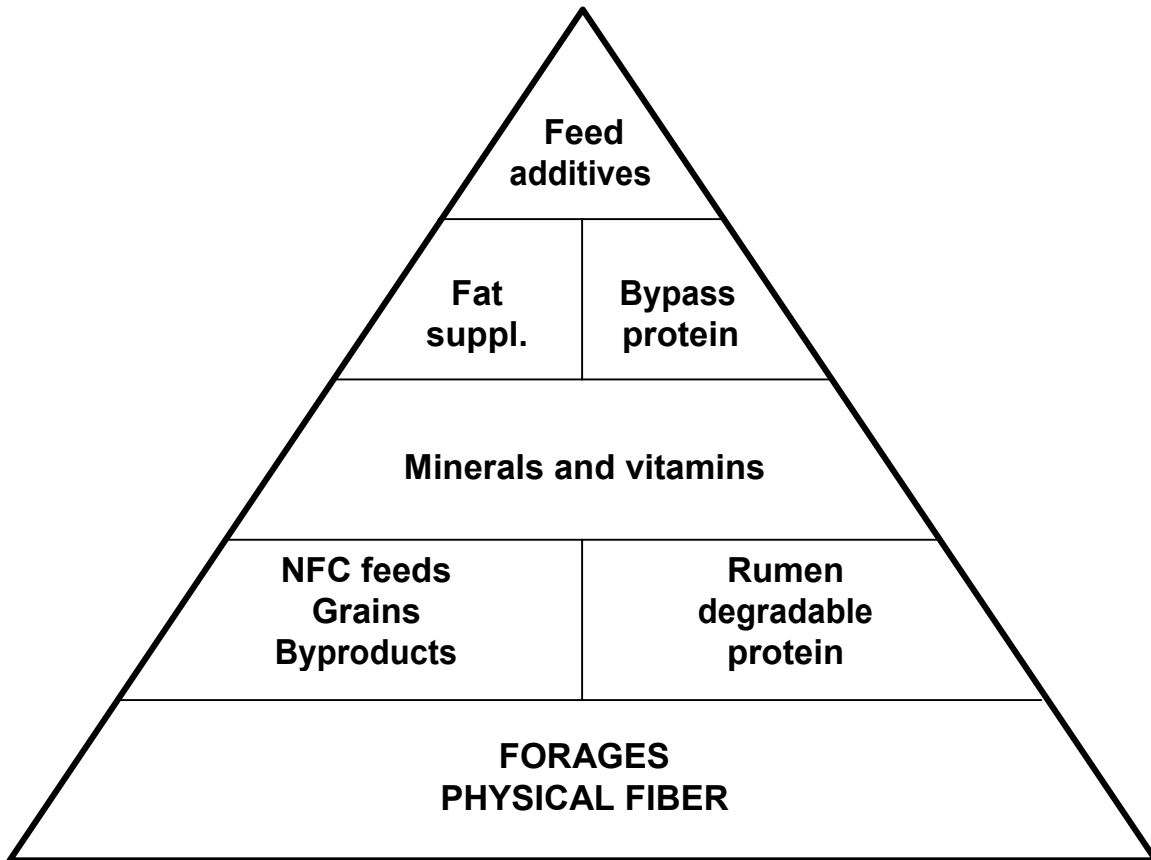 Feed
additives
Fat
suppl.
Bypass
protein
Minerals and vitamins
NFC feeds
Grains
Byproducts
Rumen
degradable
protein
FORAGES
PHYSICAL FIBER